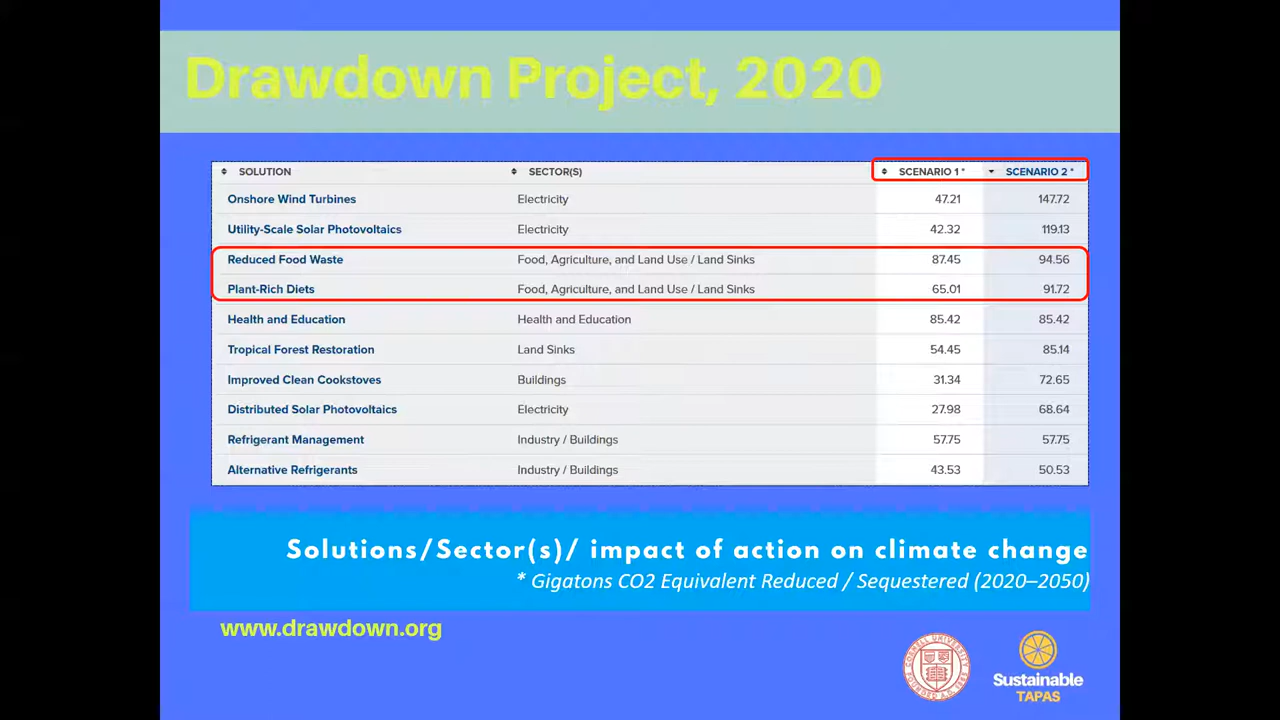 Drawdown Project, 2020
SOLUTION SECTOR(S) SCENARIO 1 * SCENARIO 2 *
Onshore Wind Turbines Electricity 47.21 147.72
Utility-Scale Solar Photovoltaics Electricity 42.32 119.13
Reduced Food Waste Food, Agriculture, and Land Use / Land Sinks 87.45 94.56
Plant-Rich Diets Food, Agriculture, and Land Use / Land Sinks 65.01 91.72
Health and Education Health and Education 85.42 85.42
Tropical Forest Restoration Land Sinks 54.45 85.14
Improved Clean Cookstoves Buildings 31.34 72.65
Distributed Solar Photovoltaics Electricity 27.98 68.64
Refrigerant Management Industry / Buildings 57.75 57.75
Alternative Refrigerants Industry / Buildings 43.53 50.53
Solutions/Sector(s)/ impact of action on climate change
* Gigatons CO2 Equivalent Reduced / Sequestered (2020–2050)
www.drawdown.org
CORNELL UNIVERSITY
FOUNDED A.D. 1865
Sustainable
TAPAS